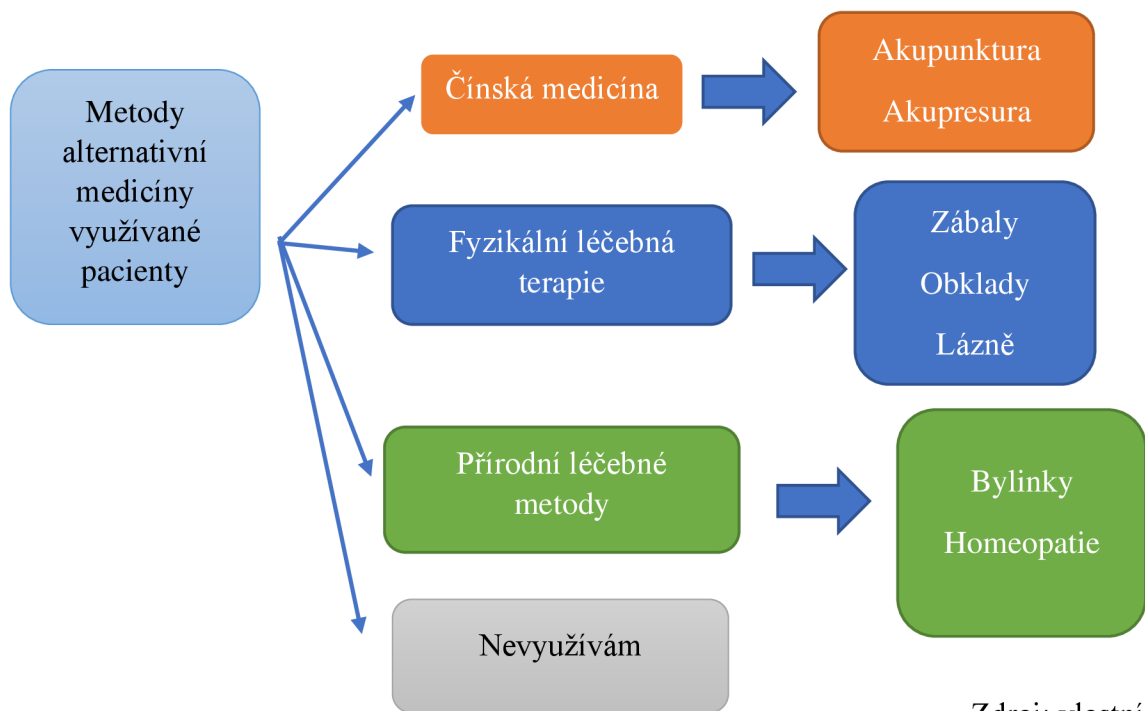 Metody
alternativní
medicíny
využívané
pacienty
Čínská medicína
Akupunktura
Akupresura
Fyzikální léčebná
terapie
Zábaly
Obklady
Lázně
Přírodní léčebné
metody
Bylinky
Homeopatie
Nevyužívám